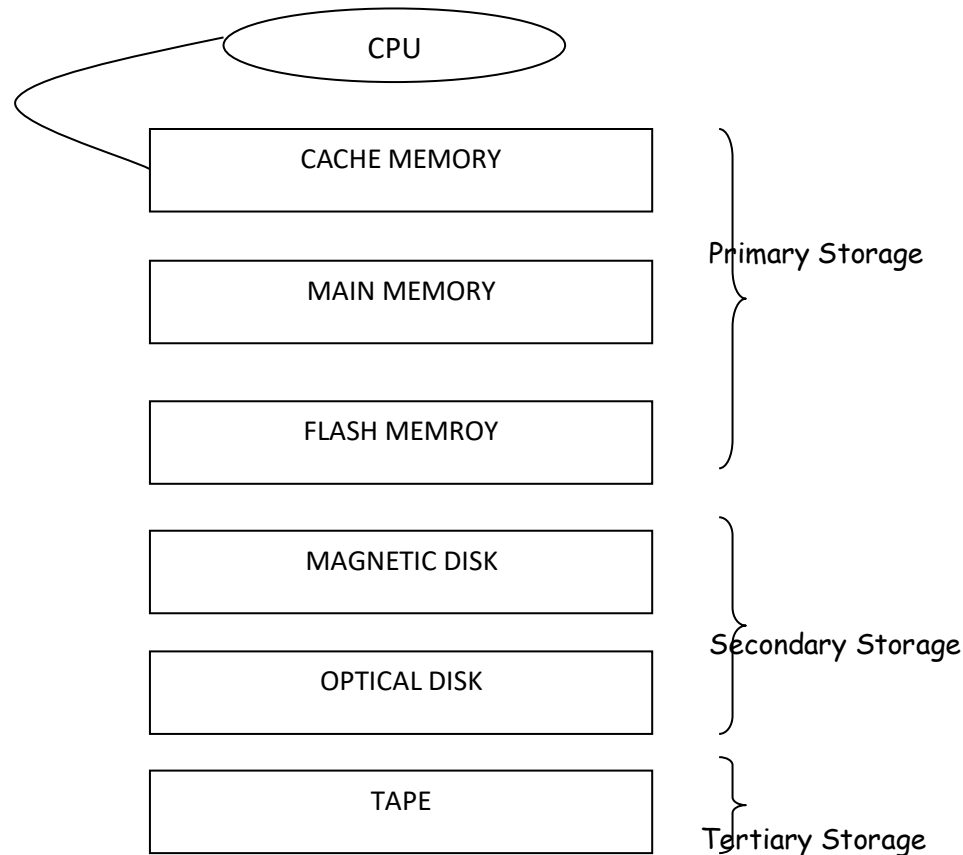 CPU
CACHE MEMORY
Primary Storage
MAIN MEMORY
FLASH MEMROY
MAGNETIC DISK
Secondary Storage
OPTICAL DISK
TAPE
Tertiary Storage